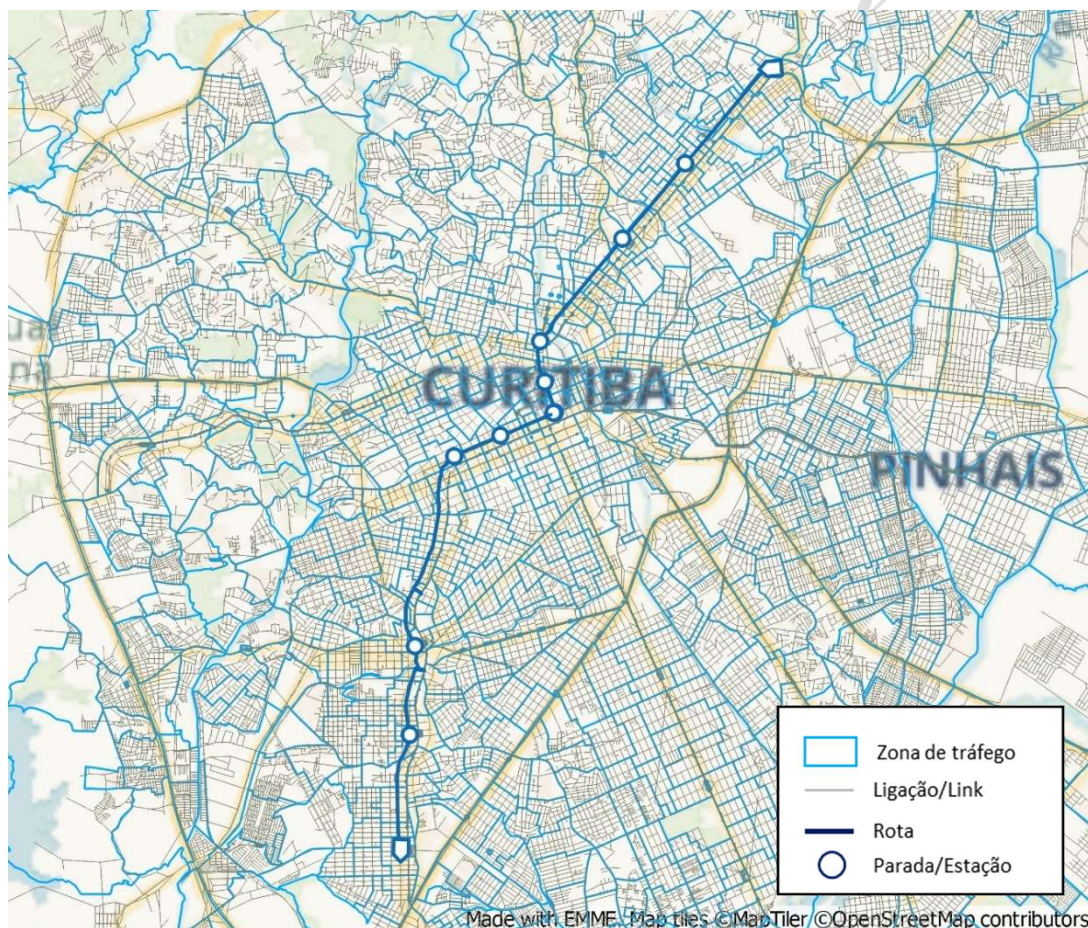 CURITIBA
PINHAIS
Zona de tráfego
Ligação/Link
Rota
Parada/Estação
Made with EMME. Map tiles ©MapTiler ©OpenStreetMap contributors